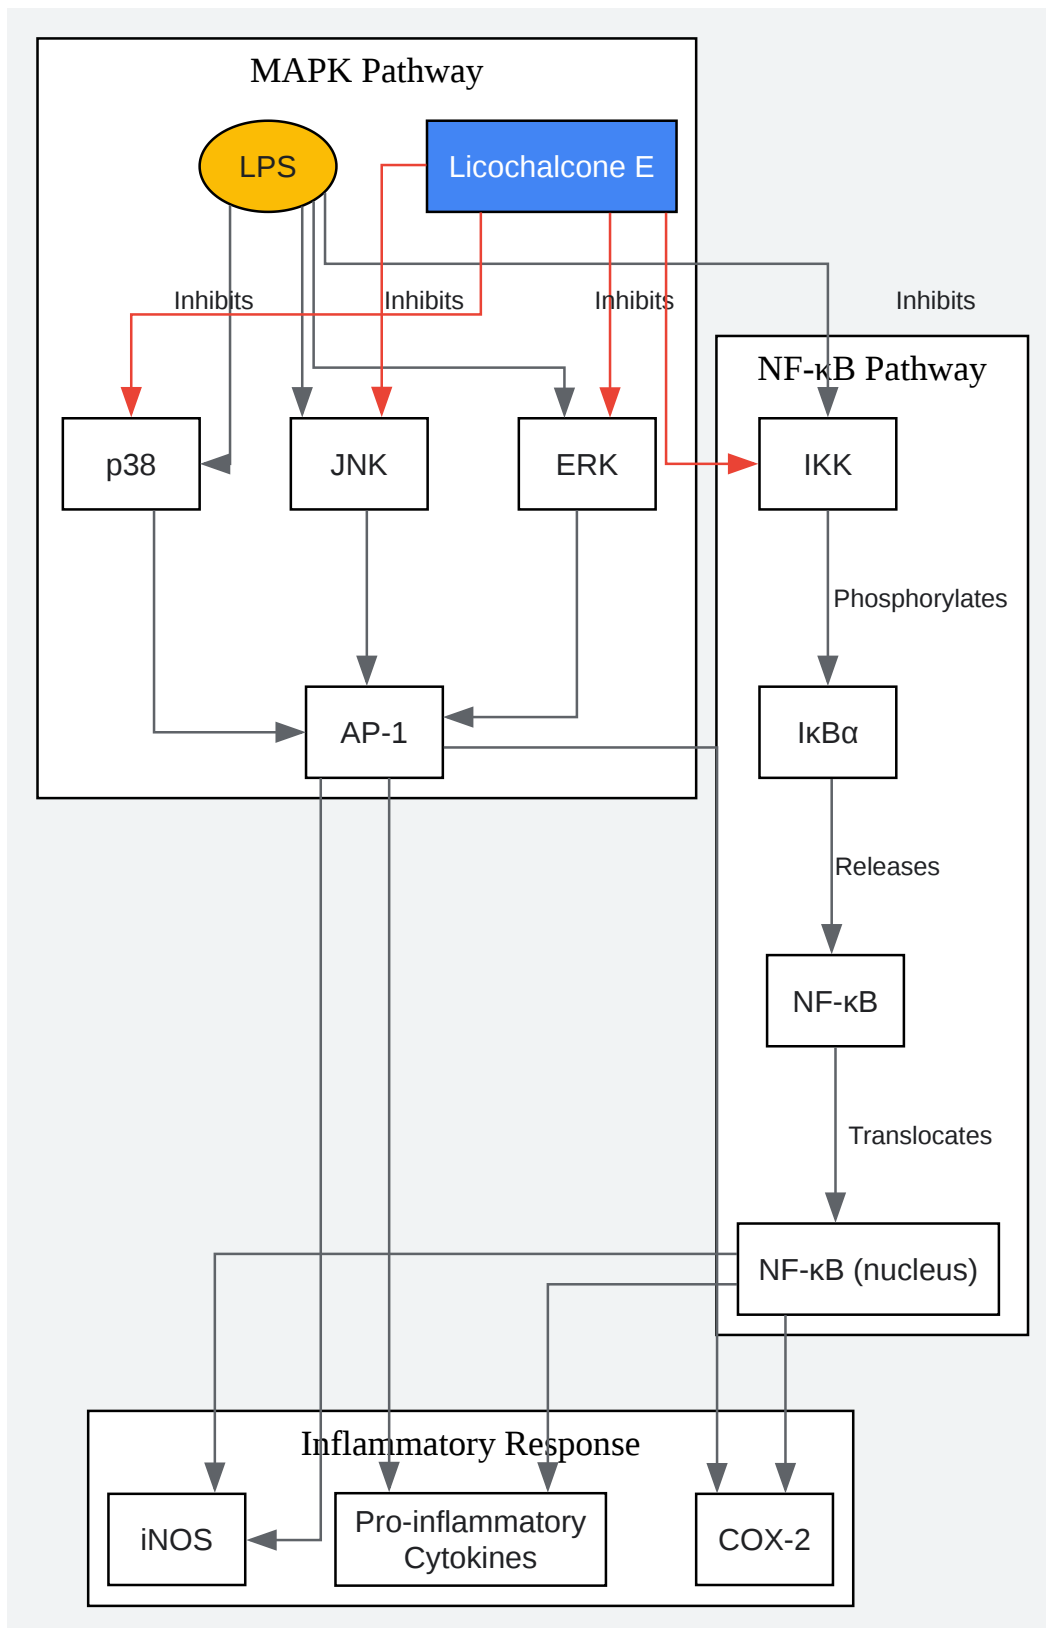 MAPK Pathway
LPS
Licochalcone E
Inhibits
Inhibits
Inhibits
Inhibits
NF-κB Pathway
p38
JNK
ERK
IKK
Phosphorylates
AP-1
IκBα
Releases
NF-κB
Translocates
NF-κB (nucleus)
Inflammatory Response
iNOS
Pro-inflammatory
Cytokines
COX-2